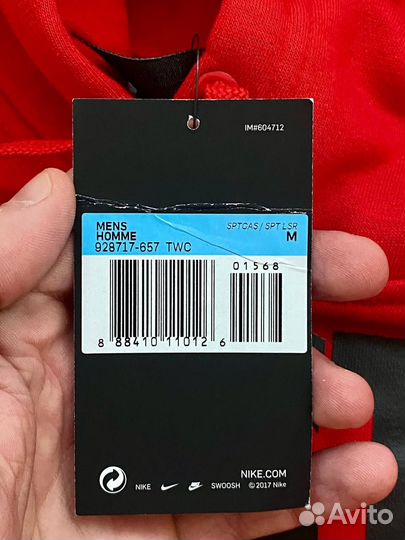 IM#604712
MENS SPTCAS / SPT LSR
HOMME M
928717-657 TWC
01568
8 88410 11012 6
NIKE.COM
NIKE SWOOSH © 2017 Nike
Avito